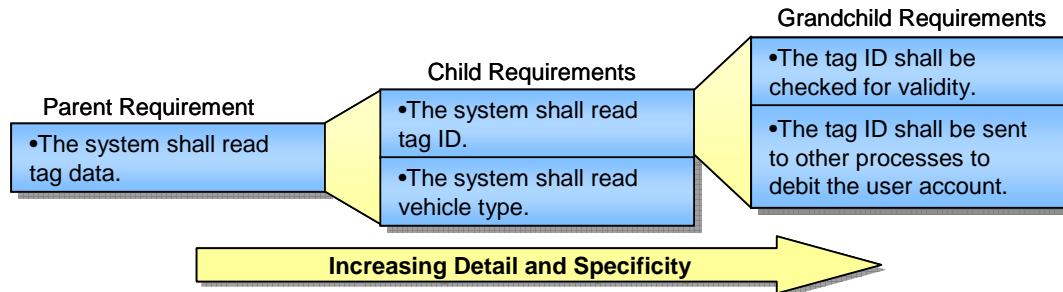 Parent Requirement
•The system shall read
tag data.
Child Requirements
•The system shall read
tag ID.
•The system shall read
vehicle type.
Grandchild Requirements
•The tag ID shall be
checked for validity.
•The tag ID shall be sent
to other processes to
debit the user account.
Increasing Detail and Specificity